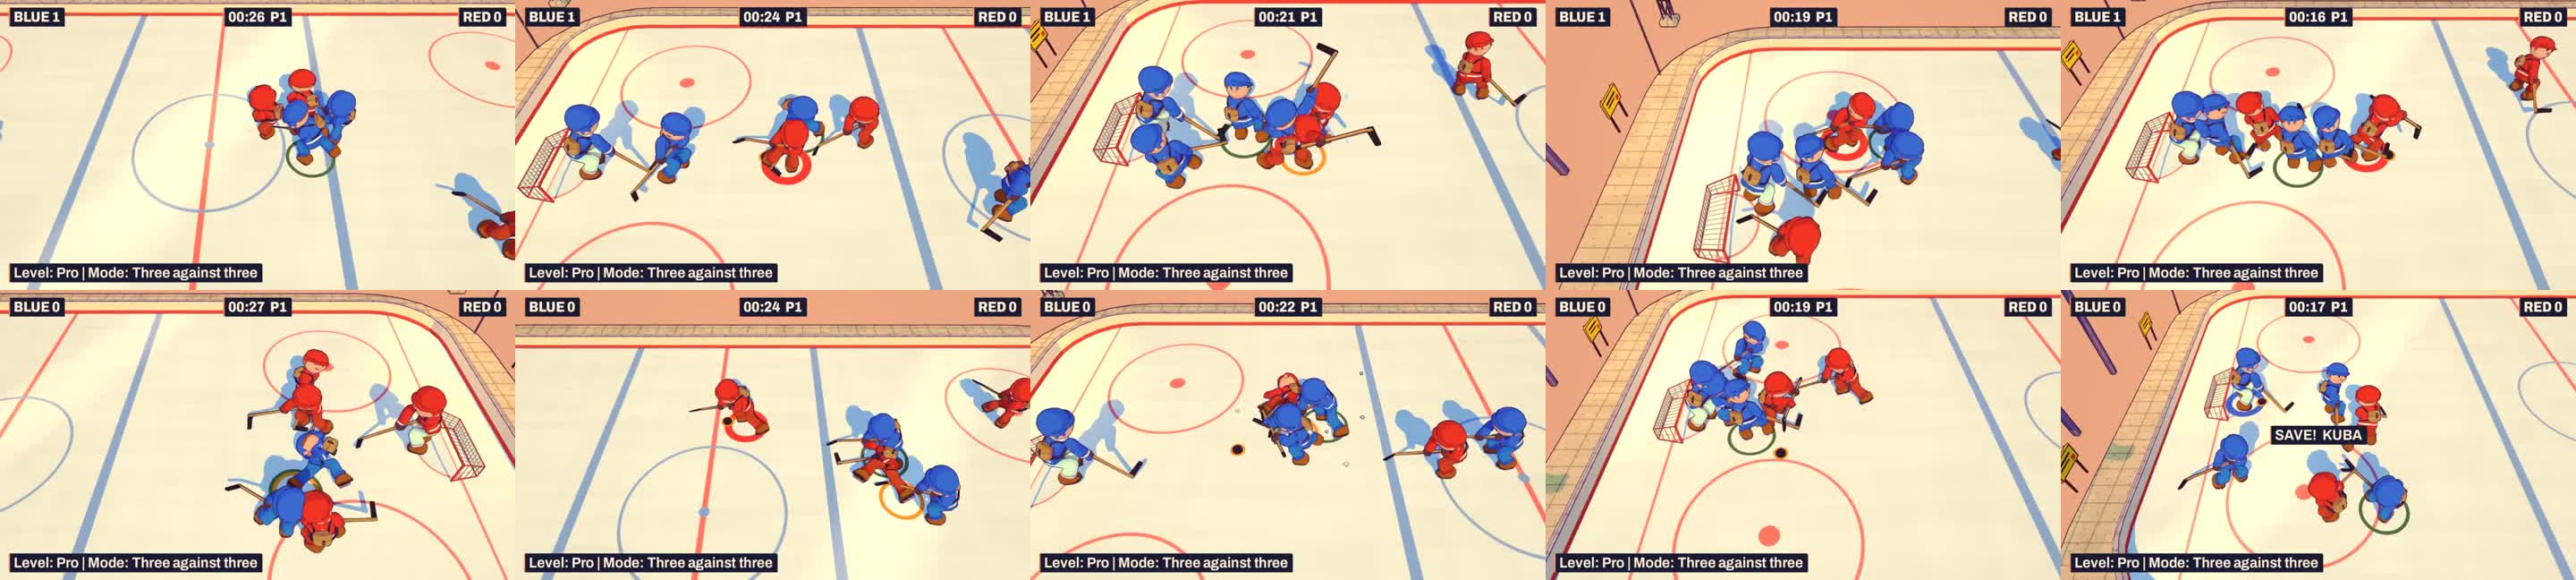 BLUE 1 00:26 P1 RED 0
Level: Pro | Mode: Three against three
BLUE 1 00:24 P1 RED 0
Level: Pro | Mode: Three against three
BLUE 1 00:21 P1 RED 0
Level: Pro | Mode: Three against three
BLUE 1 00:19 P1 RED 0
Level: Pro | Mode: Three against three
BLUE 1 00:16 P1 RED 0
Level: Pro | Mode: Three against three
BLUE 0 00:27 P1 RED 0
Level: Pro | Mode: Three against three
BLUE 0 00:24 P1 RED 0
Level: Pro | Mode: Three against three
BLUE 0 00:22 P1 RED 0
Level: Pro | Mode: Three against three
BLUE 0 00:19 P1 RED 0
Level: Pro | Mode: Three against three
BLUE 0 00:17 P1 RED 0
SAVE! KUBA
Level: Pro | Mode: Three against three